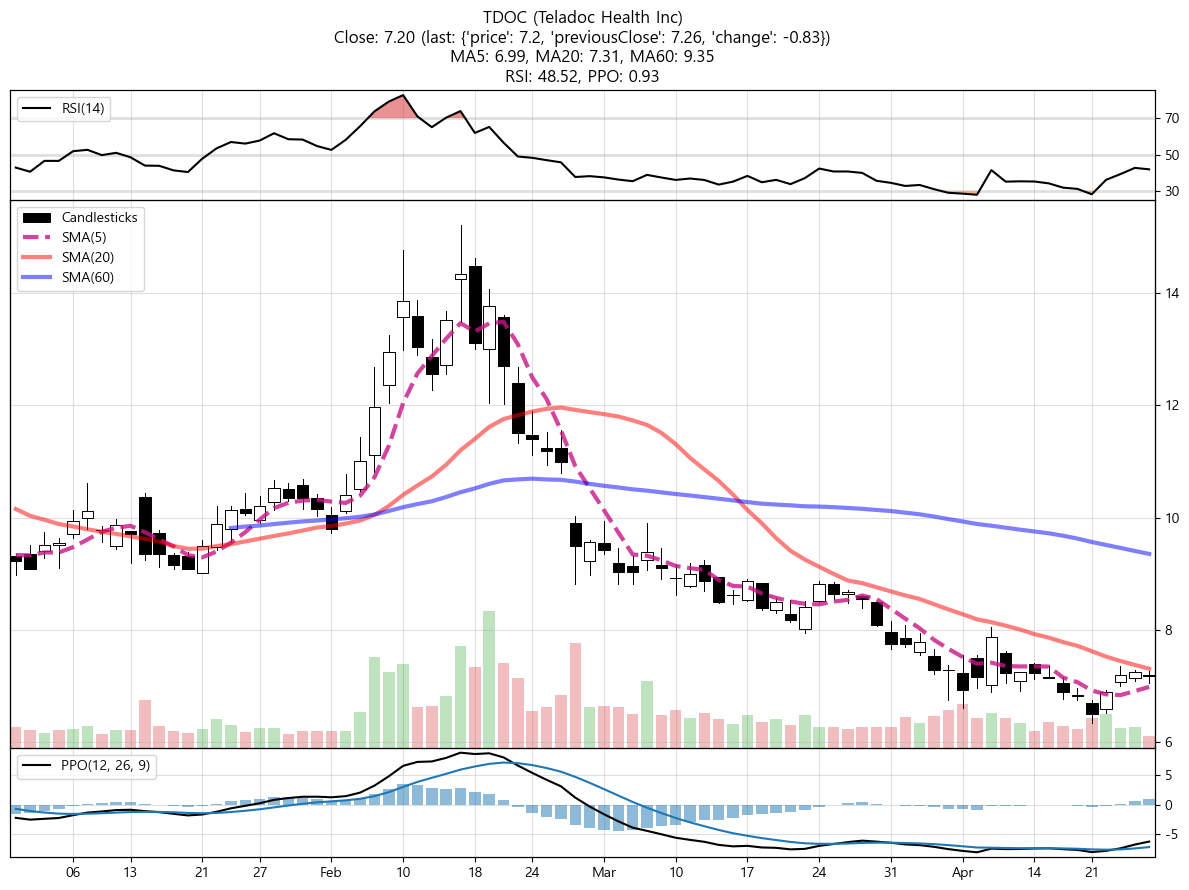 TDOC (Teladoc Health Inc)
Close: 7.20 (last: {'price': 7.2, 'previousClose': 7.26, 'change': -0.83})
MA5: 6.99, MA20: 7.31, MA60: 9.35
RSI: 48.52, PPO: 0.93
RSI(14)
70
50
30
Candlesticks
SMA(5)
SMA(20)
SMA(60)
14
12
10
8
6
PPO(12, 26, 9)
5
0
-5
06 13 21 27 Feb 10 18 24 Mar 10 17 24 31 Apr 14 21